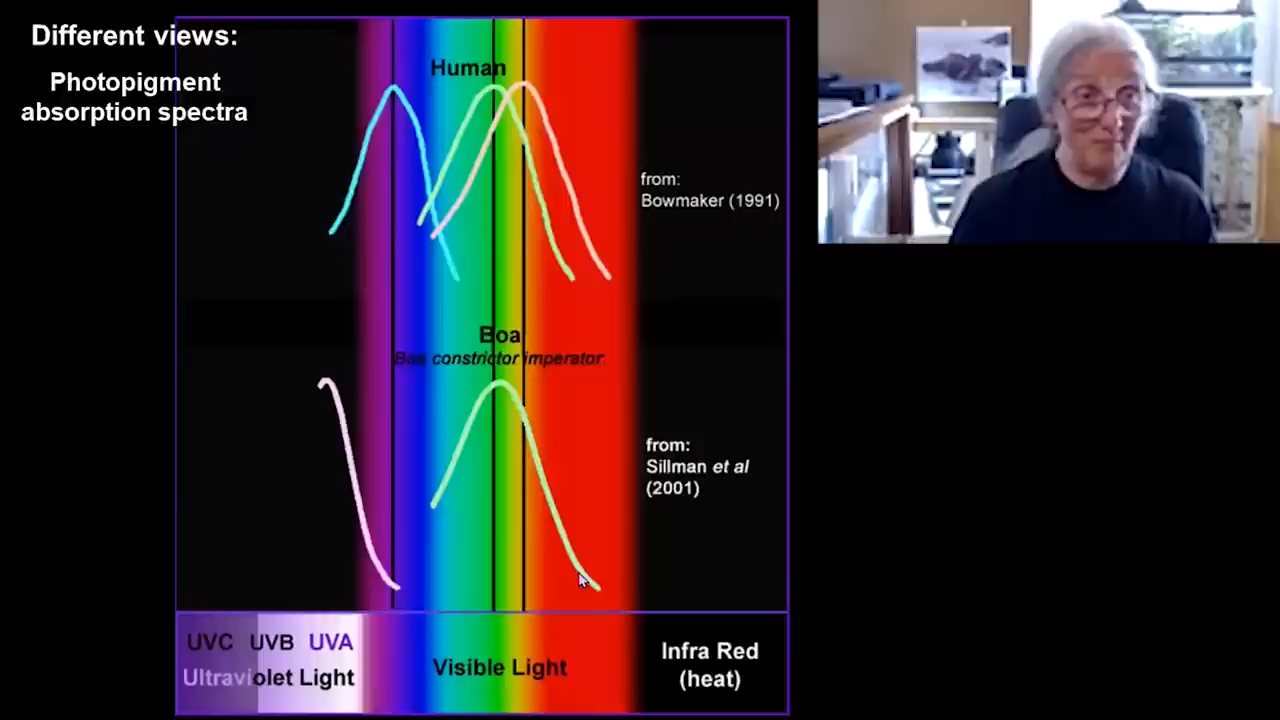 Different views:
Photopigment
absorption spectra
Human
from:
Bowmaker (1991)
Boa
Boa constrictor imperator.
from:
Sillman et al
(2001)
UVC UVB UVA
Ultraviolet Light
Visible Light
Infra Red
(heat)